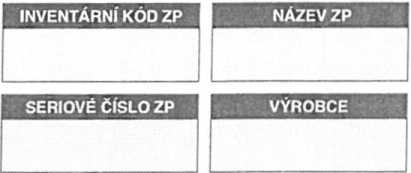 INVENTÁRNÍ KÓD ZP
NÁZEV ZP
SERIOVÉ ČÍSLO ZP
VÝROBCE